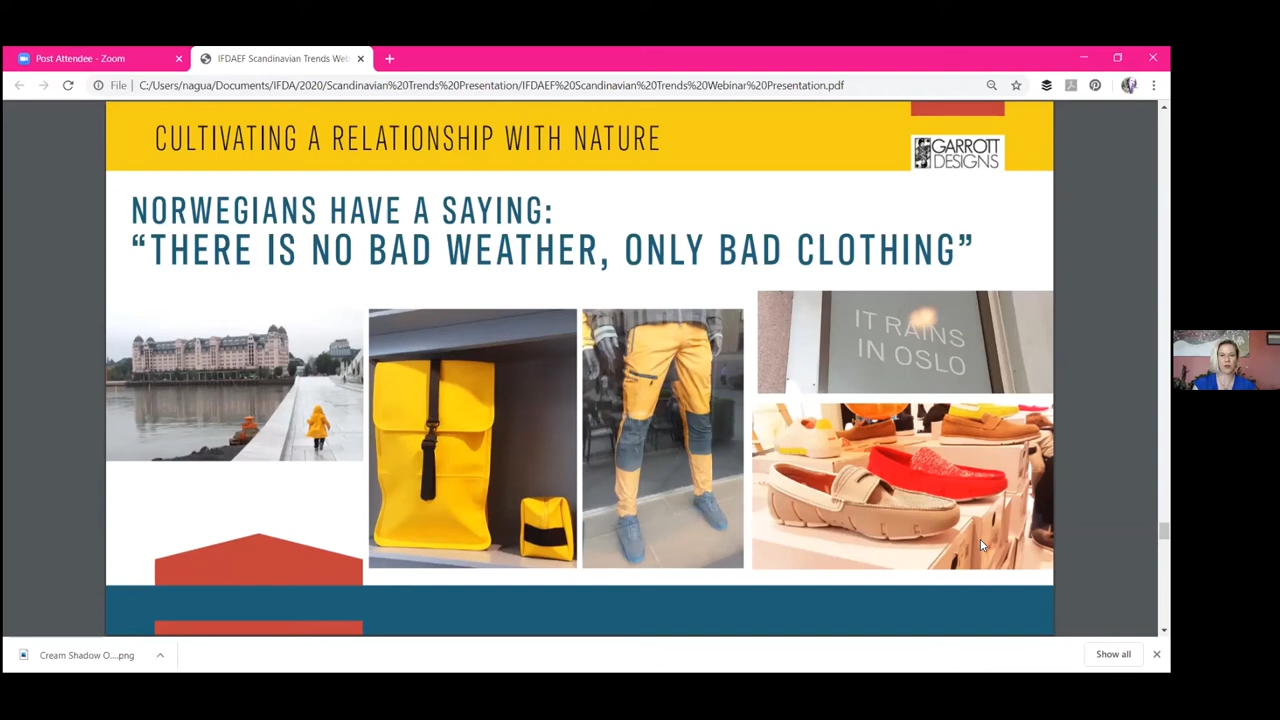 Post Attendee - Zoom
IFDAEF Scandinavian Trends Web
File
C:/Users/nagua/Documents/IFDA/2020/Scandinavian%20Trends%20Presentation/IFDAEF%20Scandinavian%20Trends%20Webinar%20Presentation.pdf
CULTIVATING A RELATIONSHIP WITH NATURE
GARROTT
DESIGNS
NORWEGIANS HAVE A SAYING:
“THERE IS NO BAD WEATHER, ONLY BAD CLOTHING”
IT RAINS
IN OSLO
Cream Shadow O....png
Show all